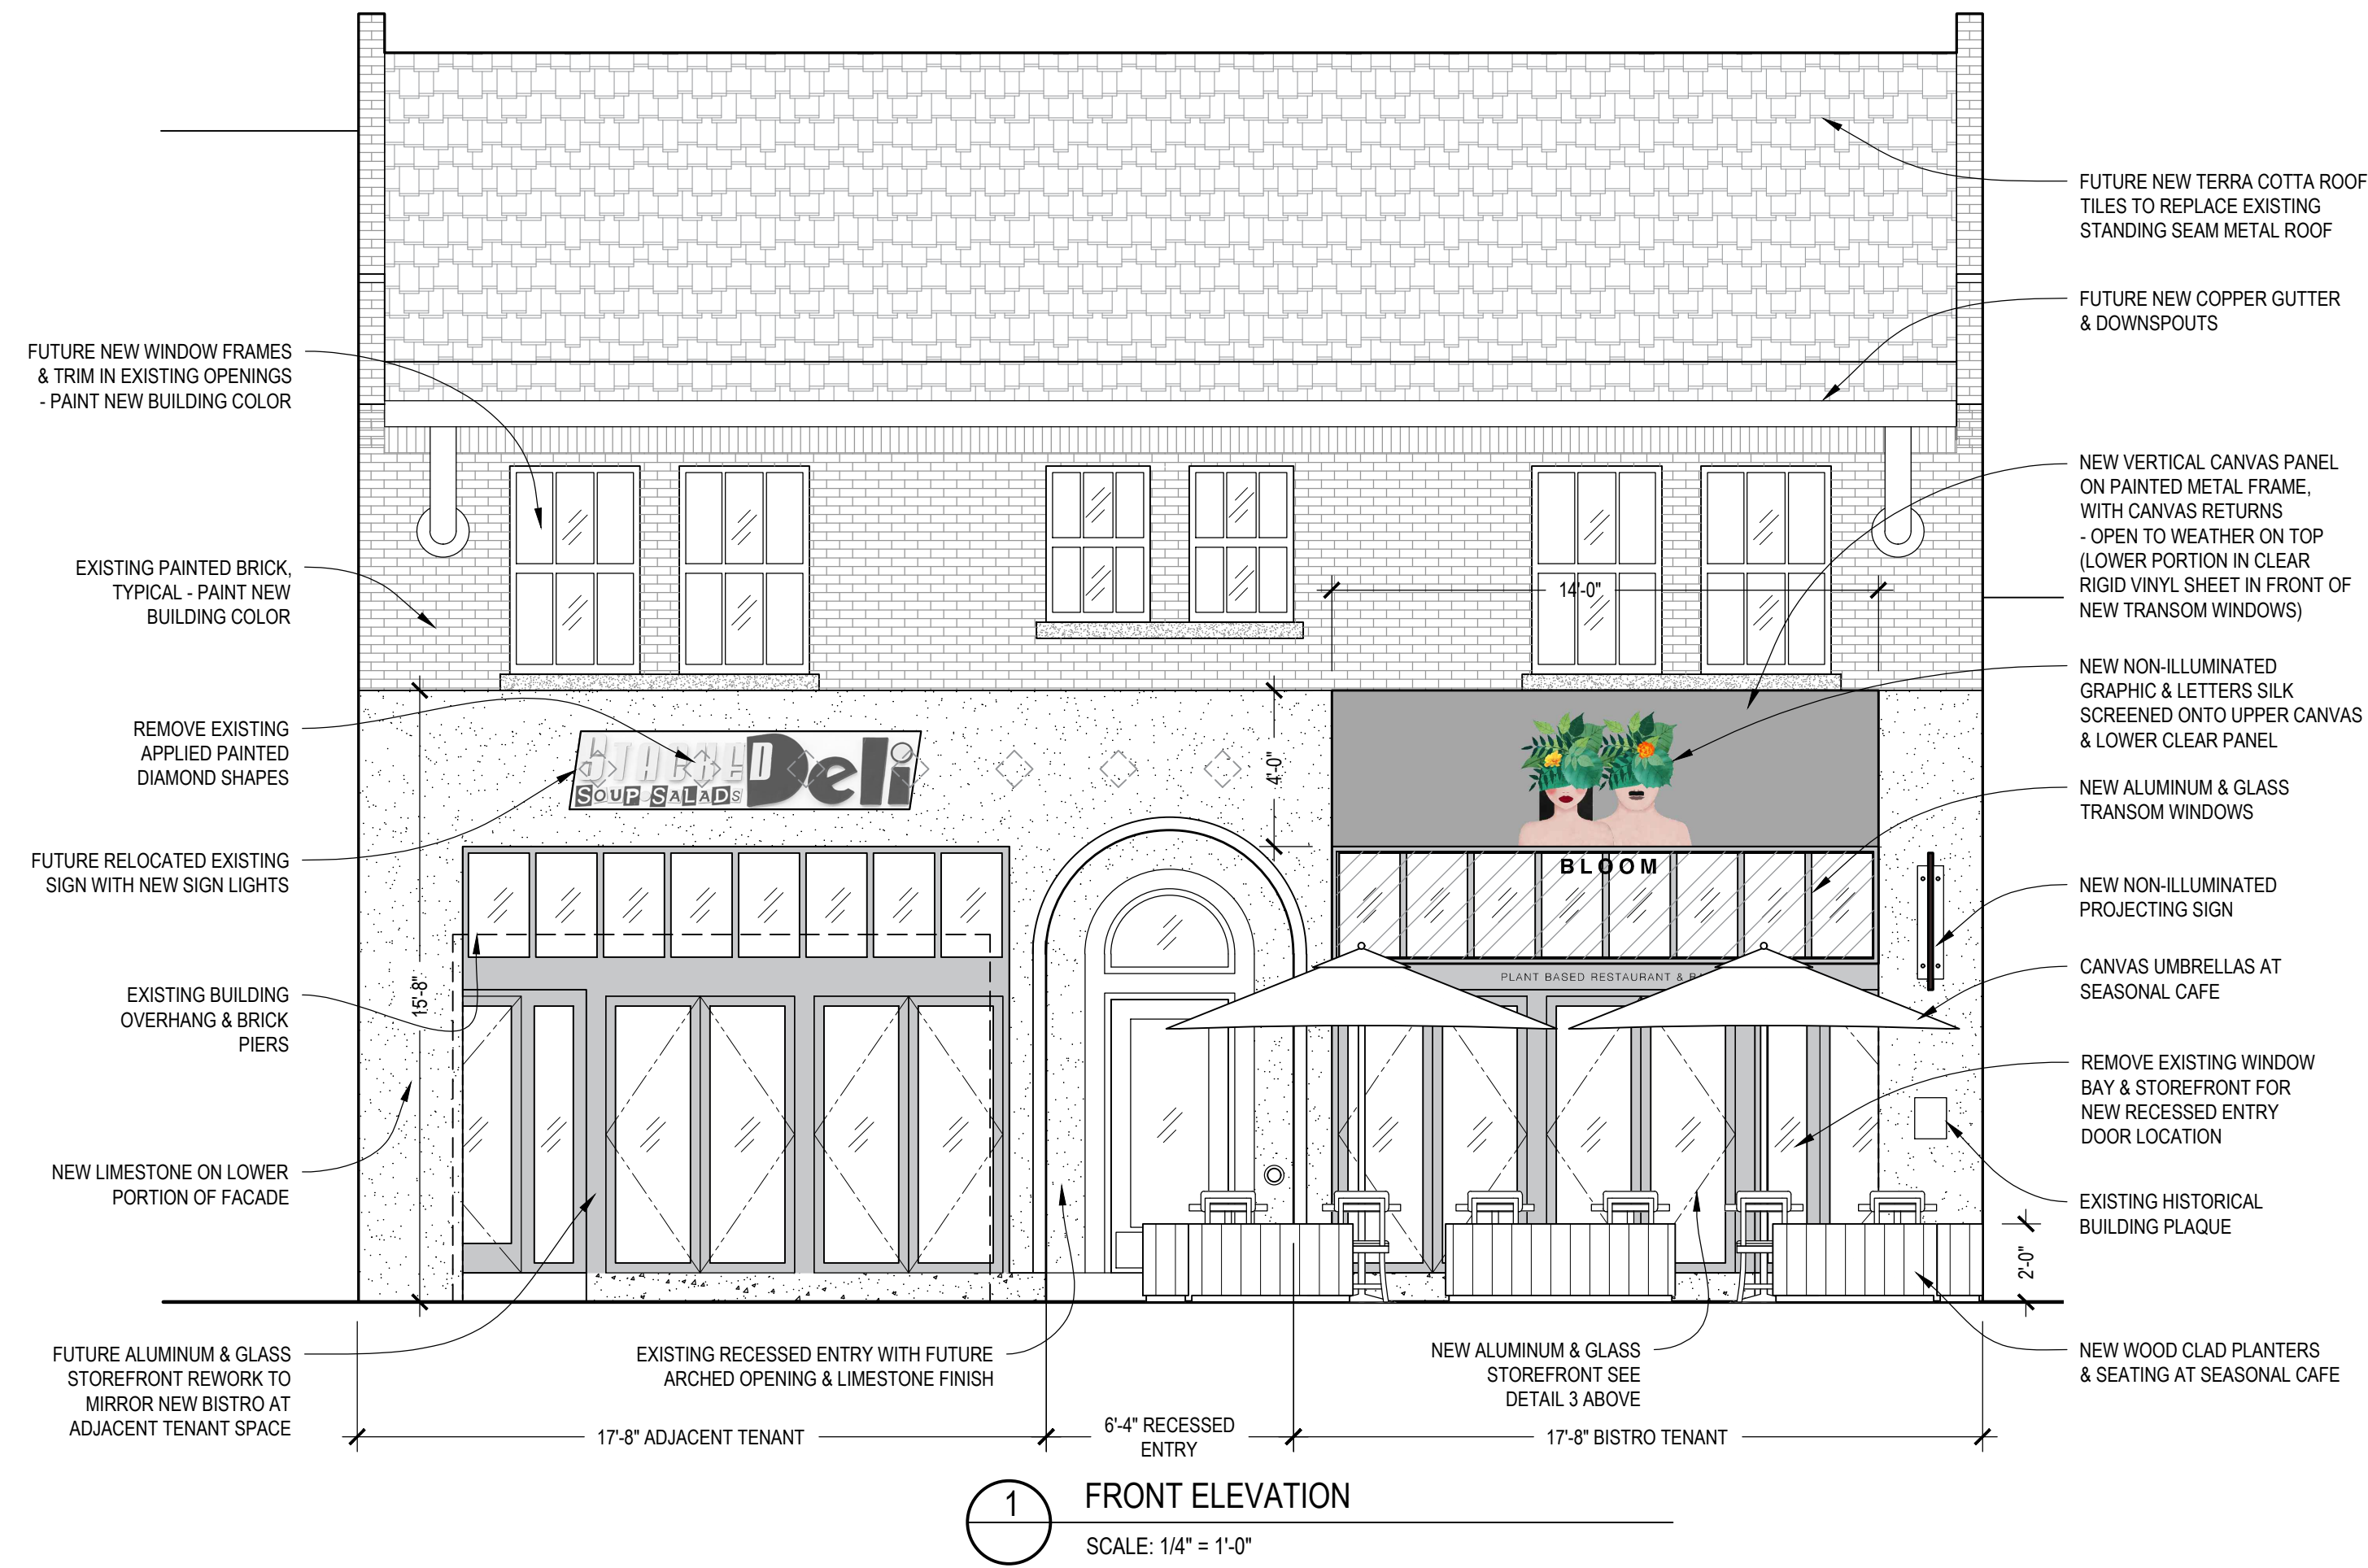 FUTURE NEW TERRA COTTA ROOF
TILES TO REPLACE EXISTING
STANDING SEAM METAL ROOF
FUTURE NEW COPPER GUTTER
& DOWNSPOUTS
FUTURE NEW WINDOW FRAMES
& TRIM IN EXISTING OPENINGS
- PAINT NEW BUILDING COLOR
NEW VERTICAL CANVAS PANEL
ON PAINTED METAL FRAME,
WITH CANVAS RETURNS
- OPEN TO WEATHER ON TOP
(LOWER PORTION IN CLEAR
RIGID VINYL SHEET IN FRONT OF
NEW TRANSOM WINDOWS)
EXISTING PAINTED BRICK,
TYPICAL - PAINT NEW
BUILDING COLOR
14'-0"
NEW NON-ILLUMINATED
GRAPHIC & LETTERS SILK
SCREENED ONTO UPPER CANVAS
& LOWER CLEAR PANEL
REMOVE EXISTING
APPLIED PAINTED
DIAMOND SHAPES
STACKED
Deli
SOUP SALADS
4'-0"
NEW ALUMINUM & GLASS
TRANSOM WINDOWS
FUTURE RELOCATED EXISTING
SIGN WITH NEW SIGN LIGHTS
BLOOM
NEW NON-ILLUMINATED
PROJECTING SIGN
PLANT BASED RESTAURANT &
CANVAS UMBRELLAS AT
SEASONAL CAFE
15'-8"
EXISTING BUILDING
OVERHANG & BRICK
PIERS
REMOVE EXISTING WINDOW
BAY & STOREFRONT FOR
NEW RECESSED ENTRY
DOOR LOCATION
NEW LIMESTONE ON LOWER
PORTION OF FACADE
EXISTING HISTORICAL
BUILDING PLAQUE
2'-0"
FUTURE ALUMINUM & GLASS
STOREFRONT REWORK TO
MIRROR NEW BISTRO AT
ADJACENT TENANT SPACE
EXISTING RECESSED ENTRY WITH FUTURE
ARCHED OPENING & LIMESTONE FINISH
NEW ALUMINUM & GLASS
STOREFRONT SEE
DETAIL 3 ABOVE
NEW WOOD CLAD PLANTERS
& SEATING AT SEASONAL CAFE
17'-8" ADJACENT TENANT
6'-4" RECESSED
ENTRY
17'-8" BISTRO TENANT
1
FRONT ELEVATION
SCALE: 1/4" = 1'-0"